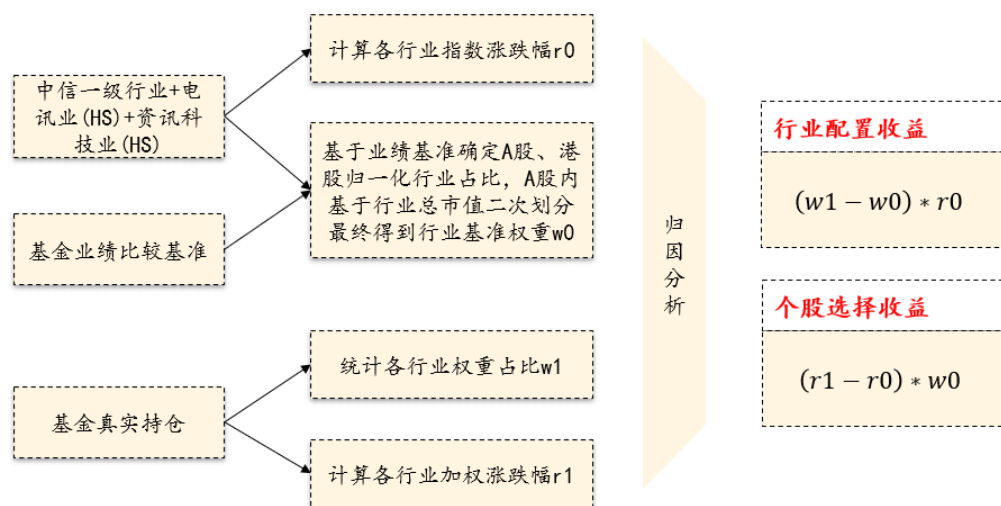 计算各行业指数涨跌幅r0
中信一级行业+电
讯业(HS)+资讯科
技业(HS)
基于业绩基准确定A股、港
股归一化行业占比，A股内
基于行业总市值二次划分
最终得到行业基准权重w0
基金业绩比较基准
统计各行业权重占比w1
基金真实持仓
计算各行业加权涨跌幅r1
归
因
分
析
行业配置收益
(w1 − w0) * r0
个股选择收益
(r1 − r0) * w0